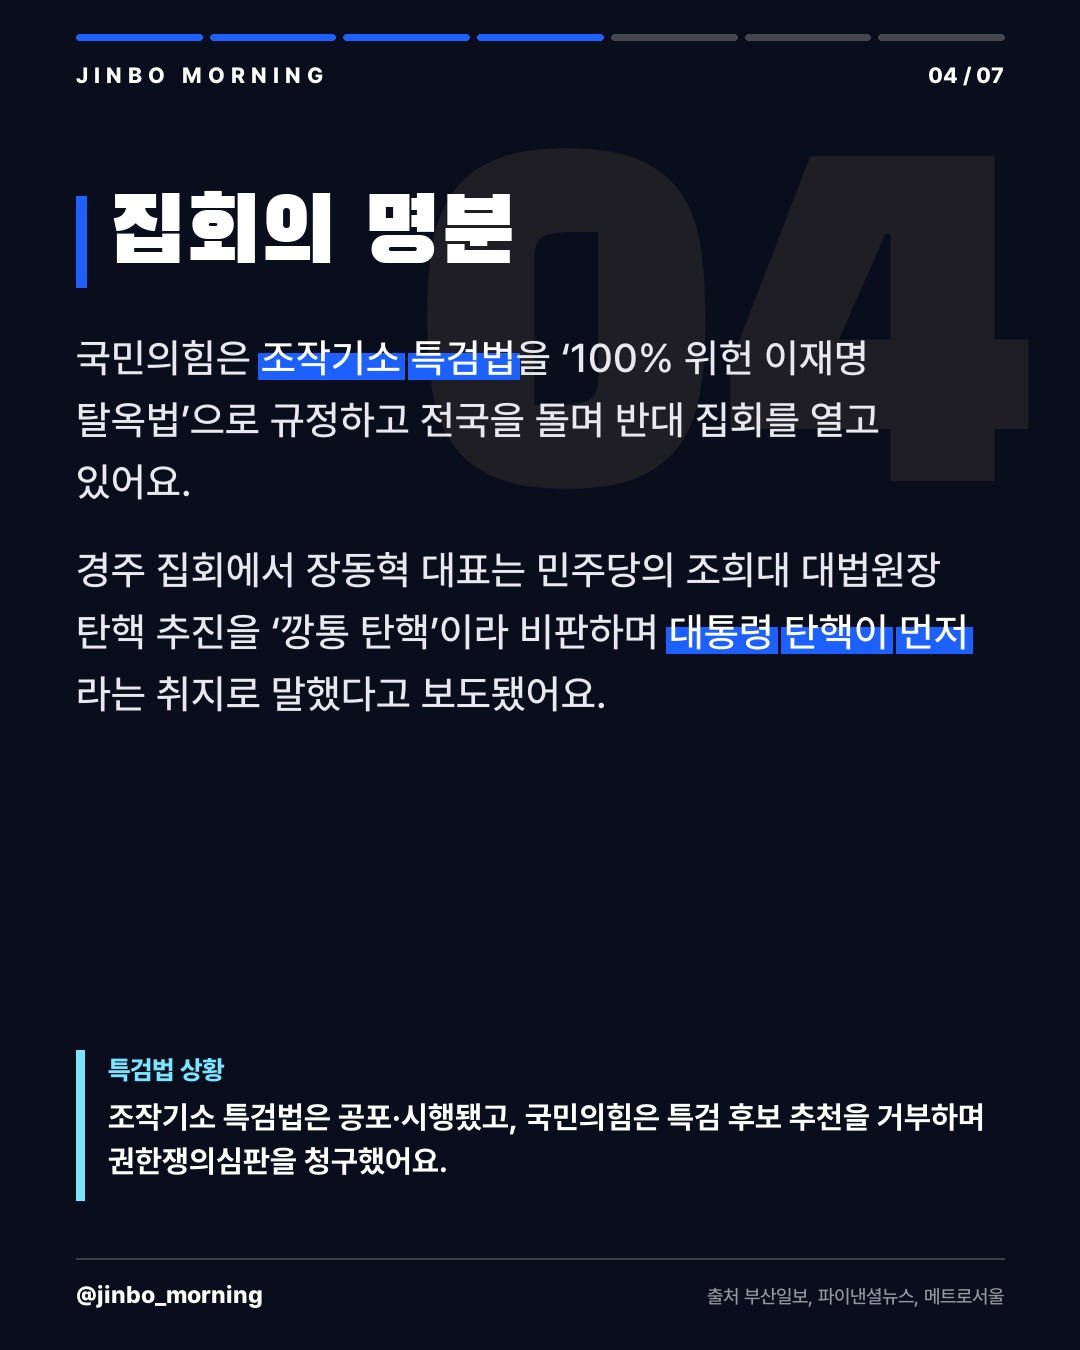 JINBO MORNING
04 / 07
04
집회의 명분
국민의힘은 조작기소 특검법을 ‘100% 위헌 이재명
탈옥법’으로 규정하고 전국을 돌며 반대 집회를 열고
있어요.
경주 집회에서 장동혁 대표는 민주당의 조희대 대법원장
탄핵 추진을 ‘깡통 탄핵’이라 비판하며 대통령 탄핵이 먼저
라는 취지로 말했다고 보도됐어요.
특검법 상황
조작기소 특검법은 공포·시행됐고, 국민의힘은 특검 후보 추천을 거부하며
권한쟁의심판을 청구했어요.
@jinbo_morning
출처 부산일보, 파이낸셜뉴스, 메트로서울